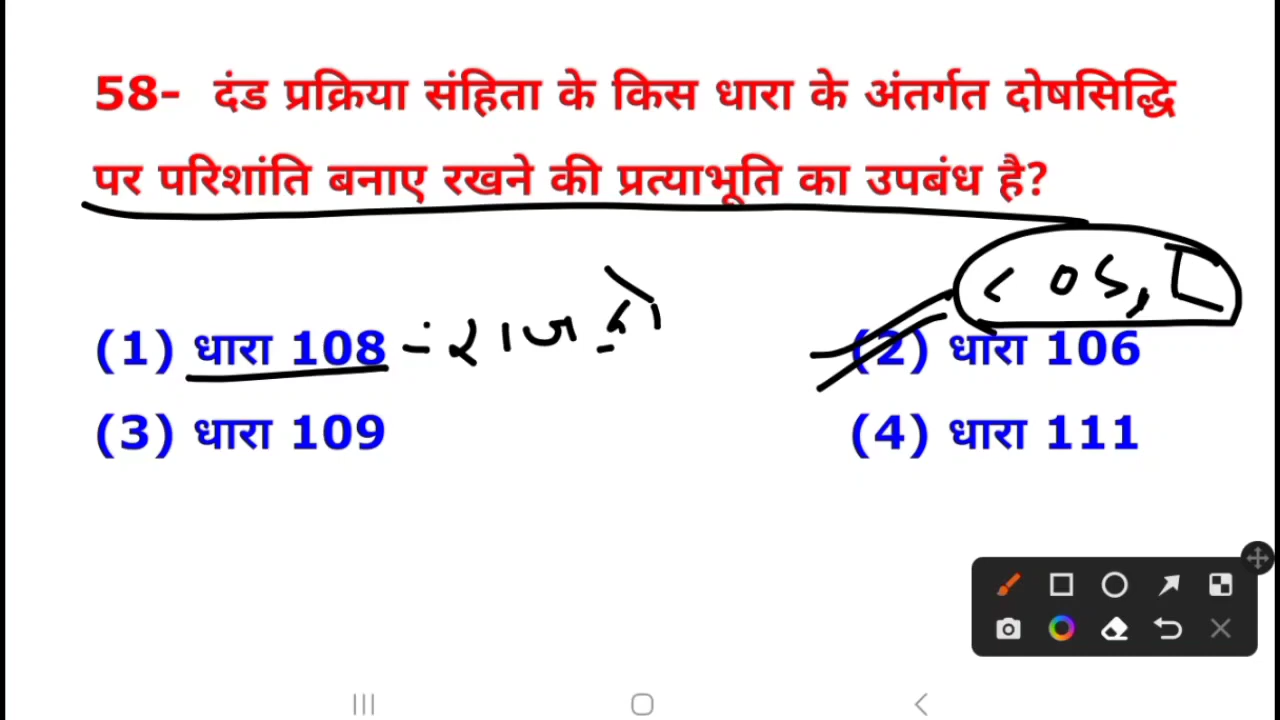 58- दंड प्रक्रिया संहिता के किस धारा के अंतर्गत दोषसिद्धि
पर परिशांति बनाए रखने की प्रत्याभूति का उपबंध है?
(1) धारा 108
(2) धारा 106
(3) धारा 109
(4) धारा 111